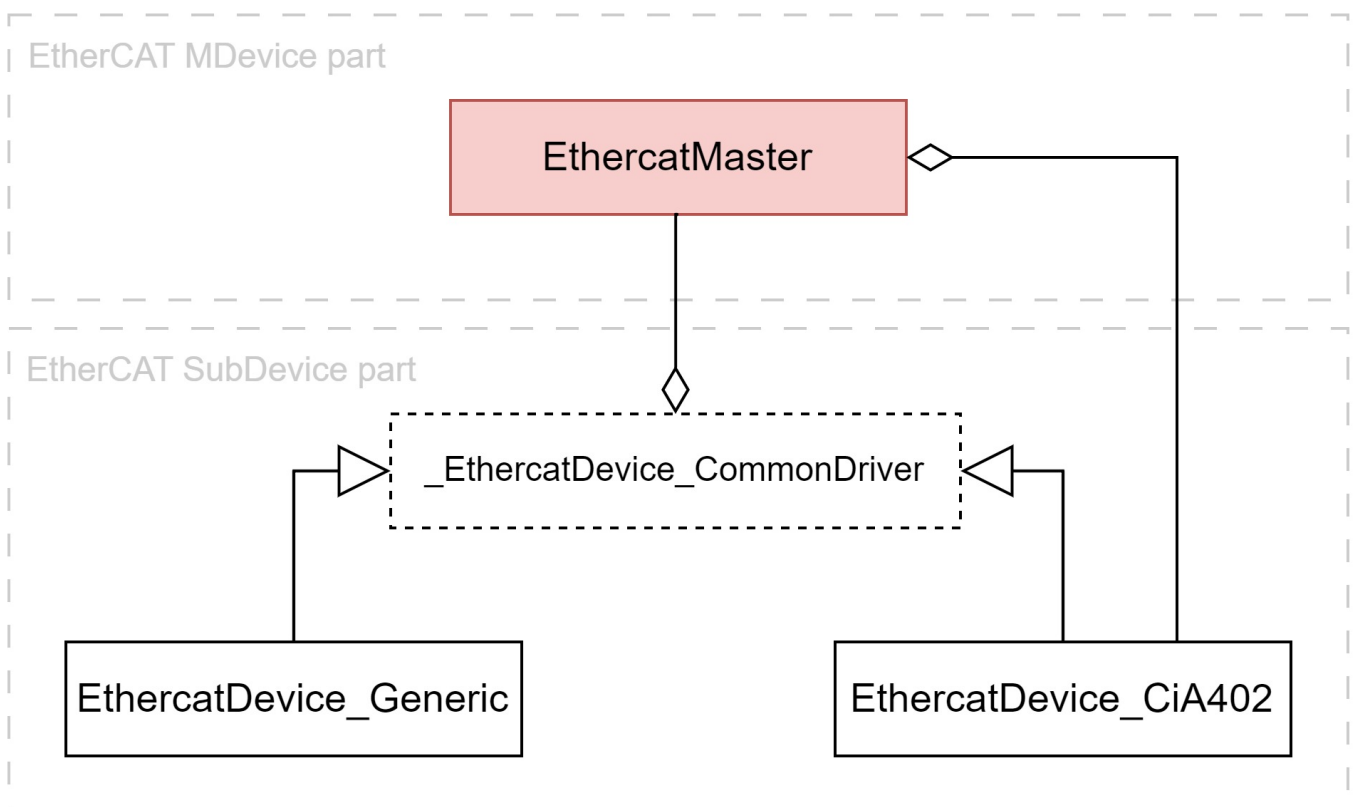 EtherCAT MDevice part
EthercatMaster
EtherCAT SubDevice part
_EthercatDevice_CommonDriver
EthercatDevice_Generic
EthercatDevice_CiA402